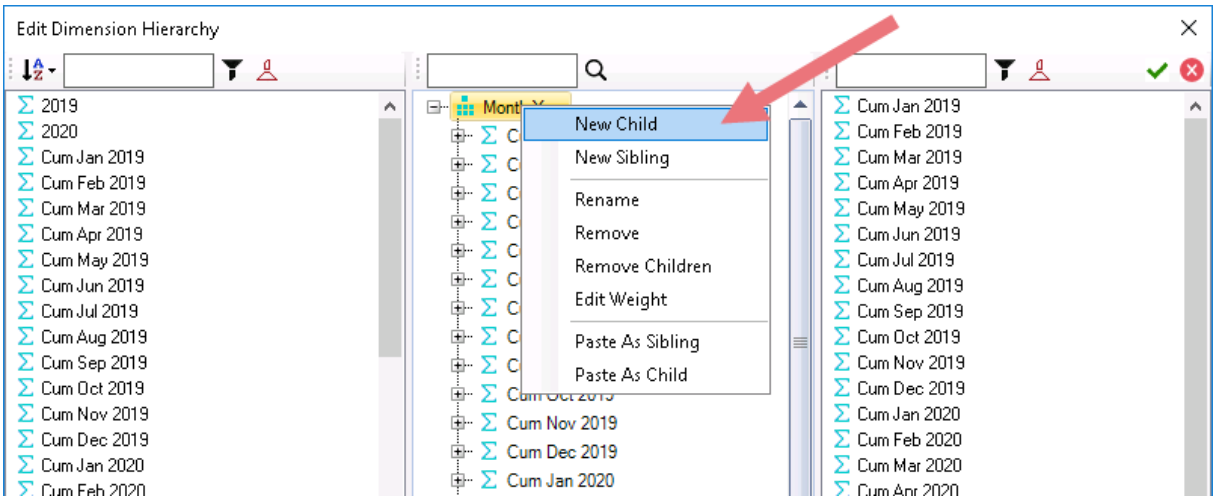 Edit Dimension Hierarchy
2019
2020
Cum Jan 2019
Cum Feb 2019
Cum Mar 2019
Cum Apr 2019
Cum May 2019
Cum Jun 2019
Cum Jul 2019
Cum Aug 2019
Cum Sep 2019
Cum Oct 2019
Cum Nov 2019
Cum Dec 2019
Cum Jan 2020
Cum Feb 2020
New Child
New Sibling
Rename
Remove
Remove Children
Edit Weight
Paste As Sibling
Paste As Child
Cum Oct 2019
Cum Nov 2019
Cum Dec 2019
Cum Jan 2020
Cum Jan 2019
Cum Feb 2019
Cum Mar 2019
Cum Apr 2019
Cum May 2019
Cum Jun 2019
Cum Jul 2019
Cum Aug 2019
Cum Sep 2019
Cum Oct 2019
Cum Nov 2019
Cum Dec 2019
Cum Jan 2020
Cum Feb 2020
Cum Mar 2020
Cum Apr 2020